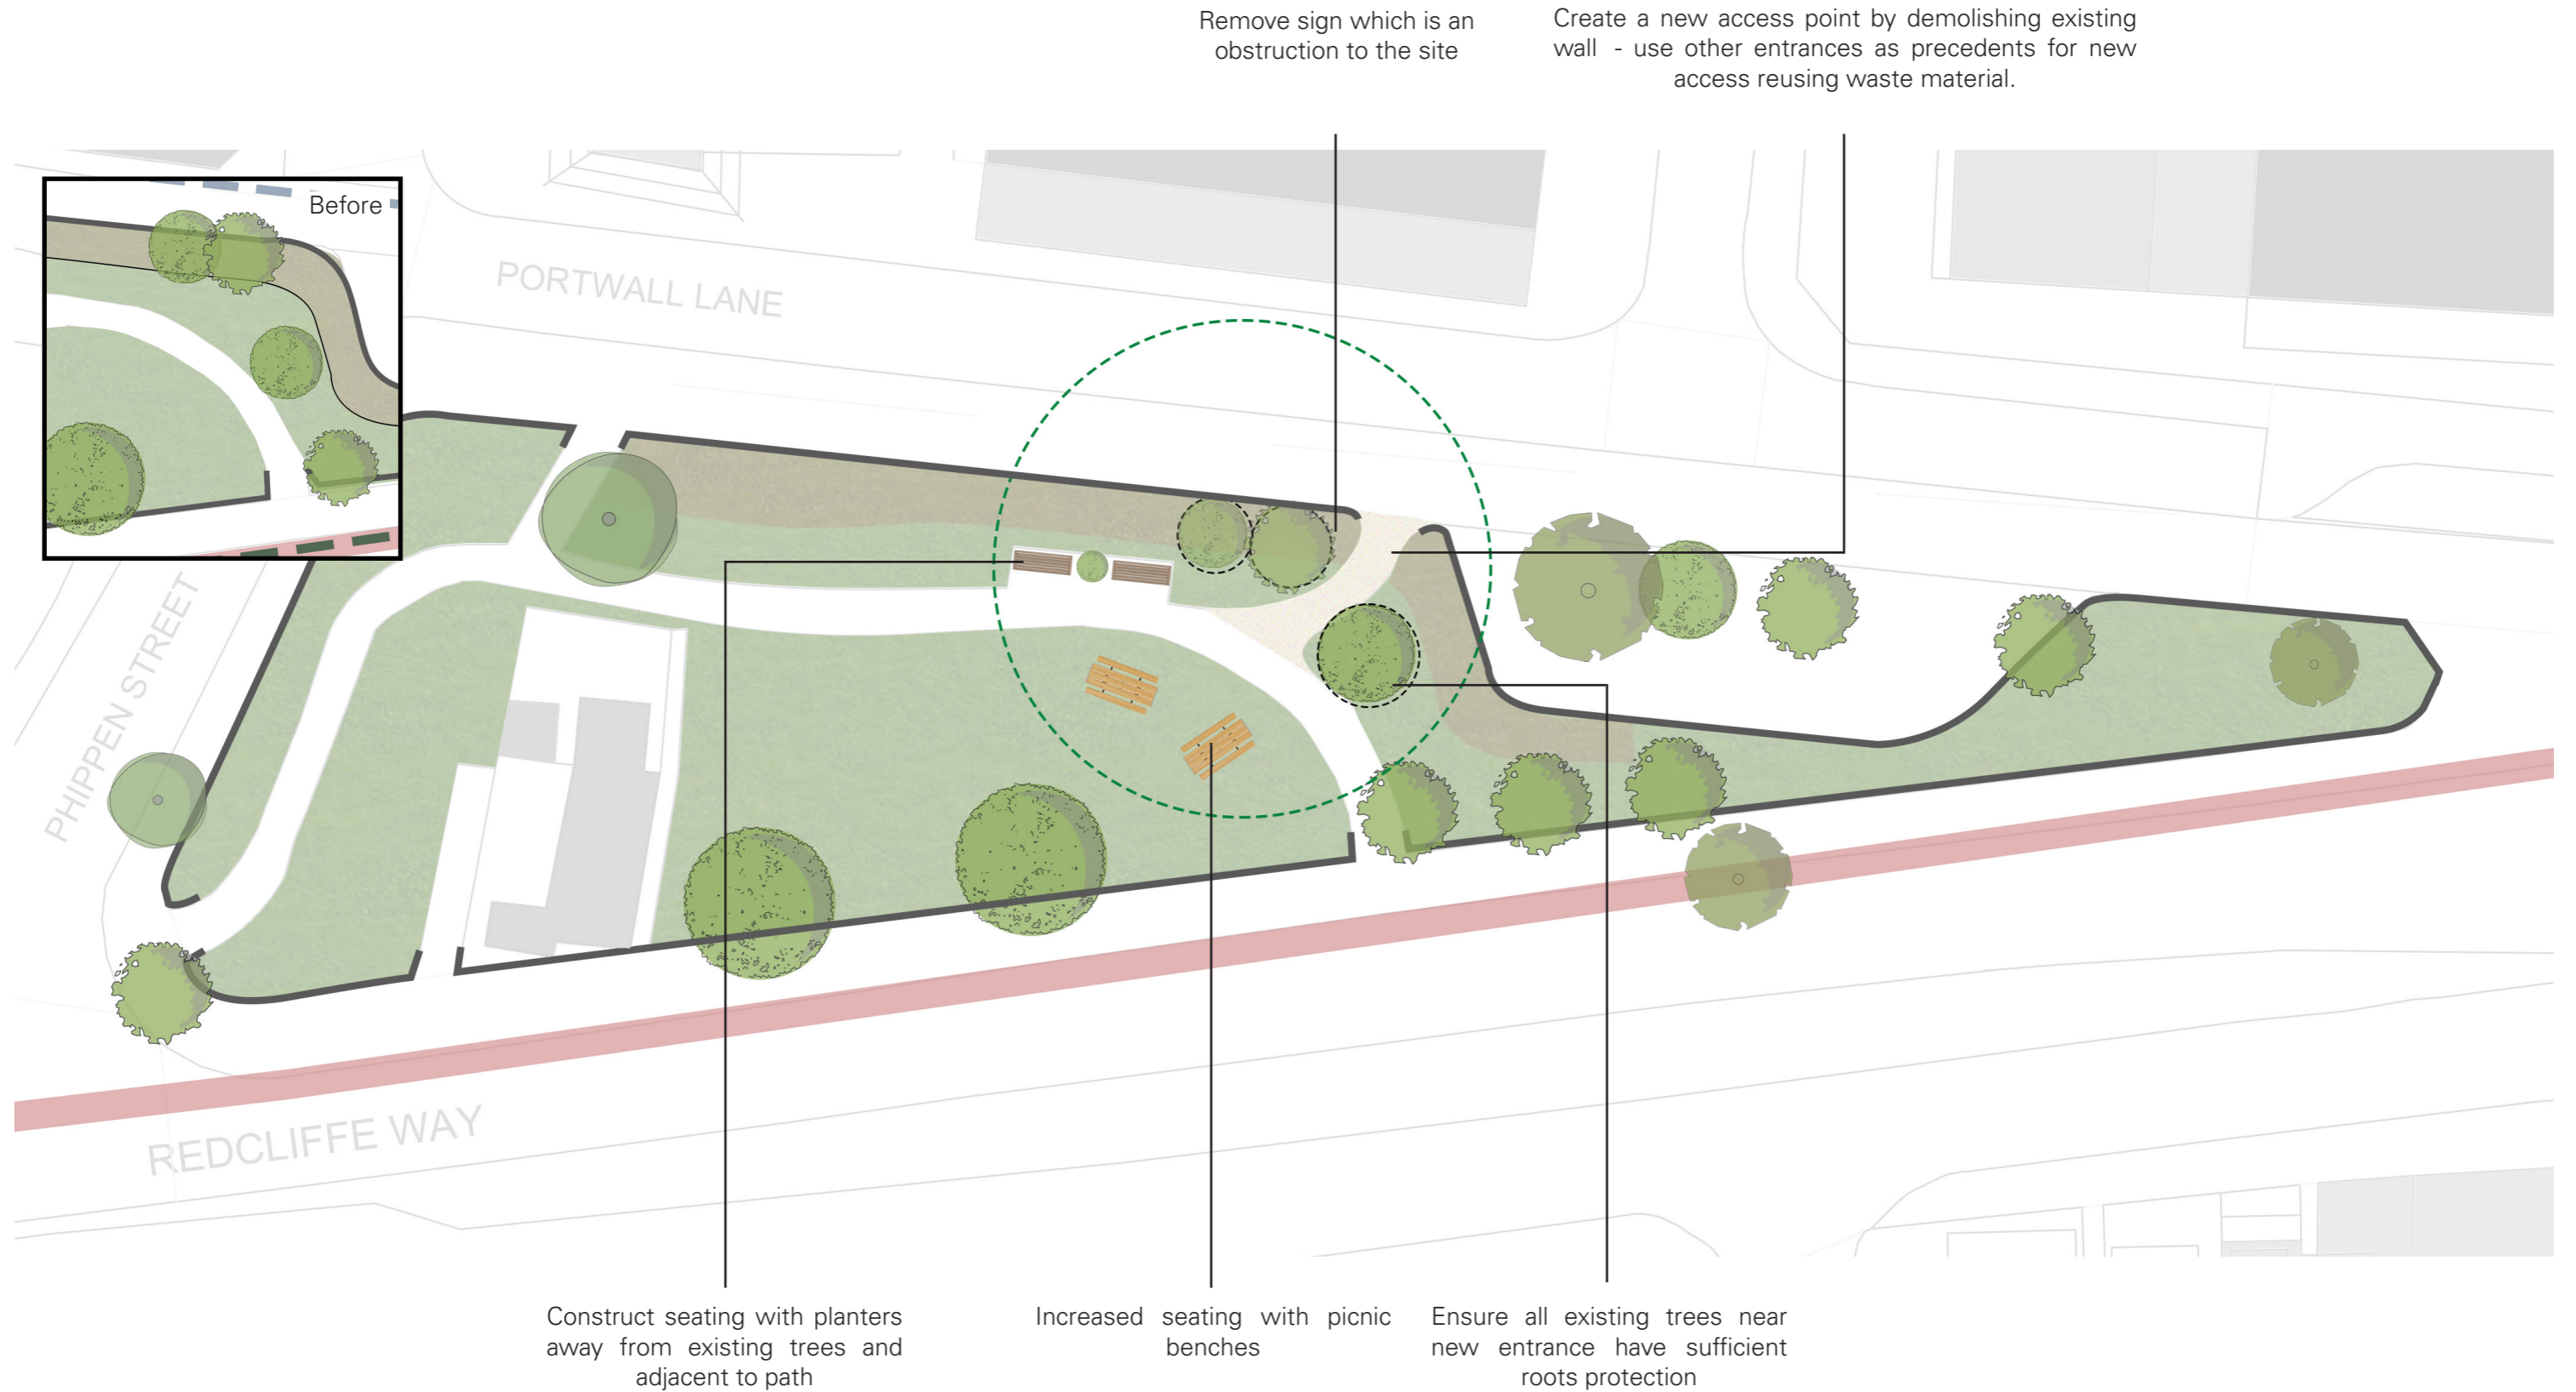 Remove sign which is an
obstruction to the site
Create a new access point by demolishing existing
wall - use other entrances as precedents for new
access reusing waste material.
Before
PORTWALL LANE
PHIPPEN STREET
REDCLIFFE WAY
Construct seating with planters
away from existing trees and
adjacent to path
Increased seating with picnic
benches
Ensure all existing trees near
new entrance have sufficient
roots protection